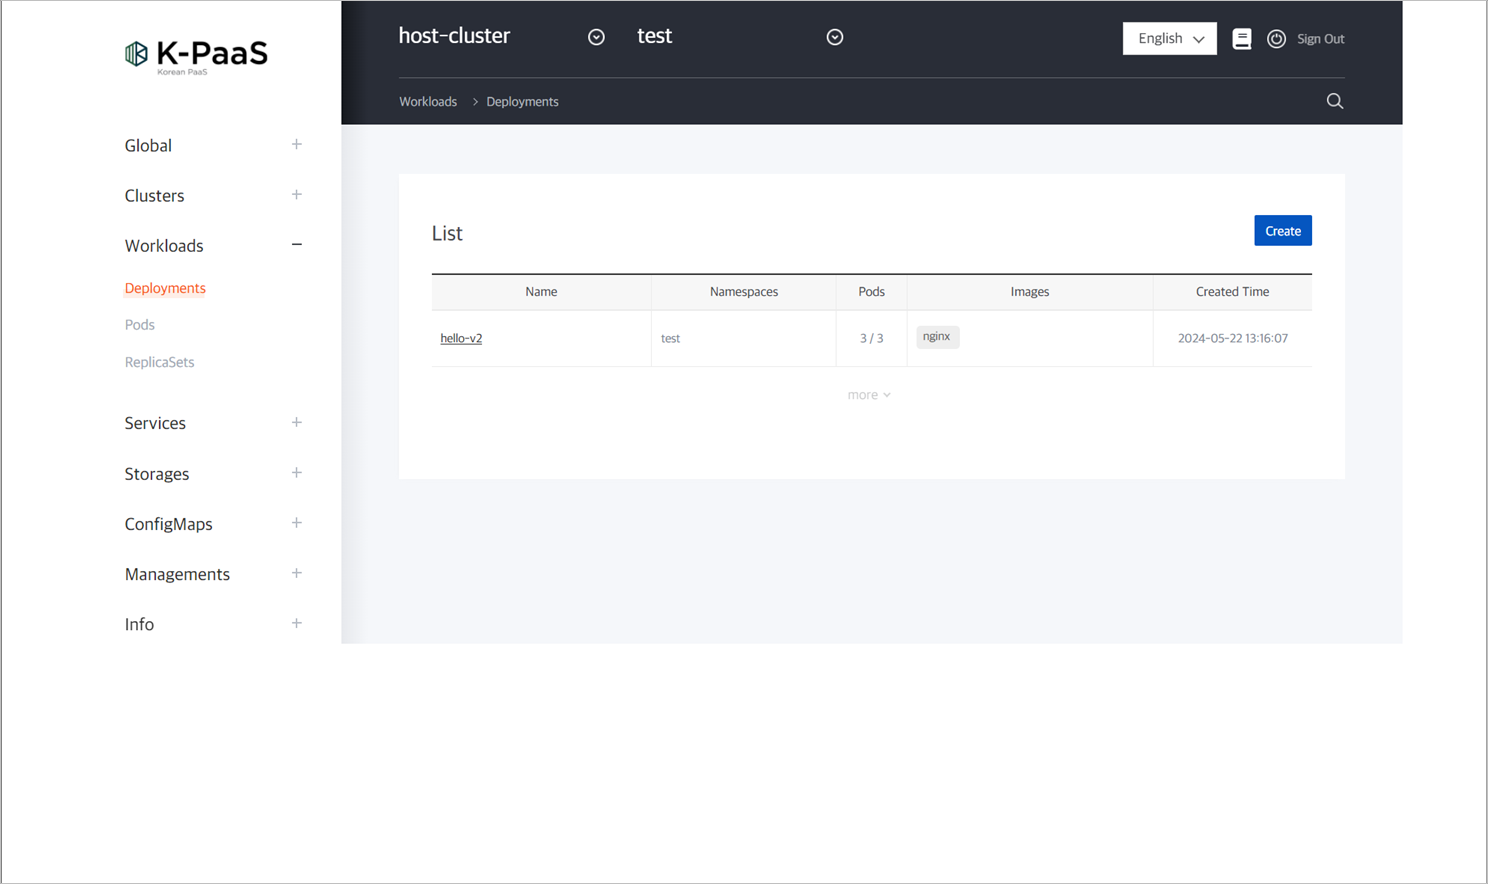 K-PaaS
Korean PaaS
host-cluster
test
English
Sign Out
Workloads > Deployments
Global
Clusters
Workloads
Deployments
Pods
ReplicaSets
Services
Storages
ConfigMaps
Managements
Info
List
Create
Name Namespaces Pods Images Created Time
hello-v2 test 3 / 3 nginx 2024-05-22 13:16:07
more